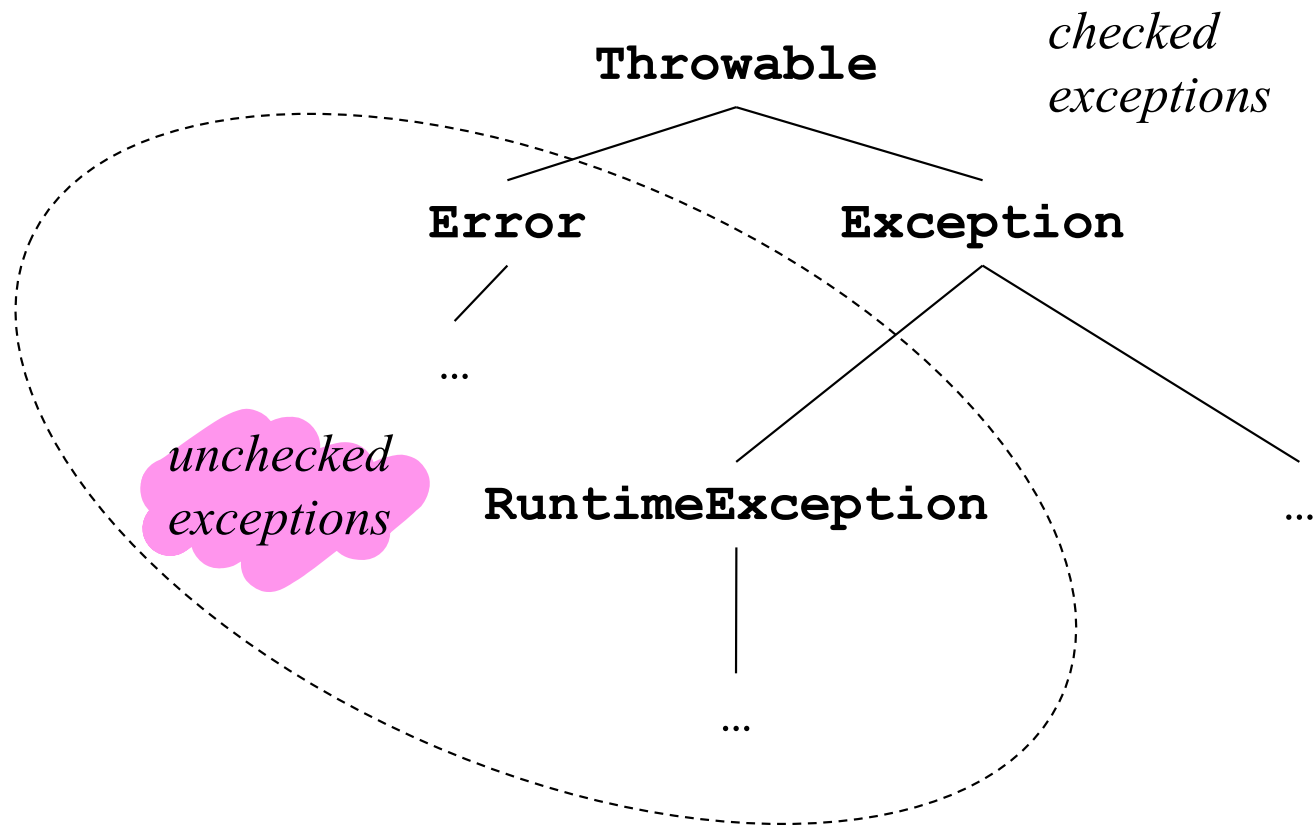 checked
exceptions
Throwable
Error
Exception
...
unchecked
exceptions
RuntimeException
...
...